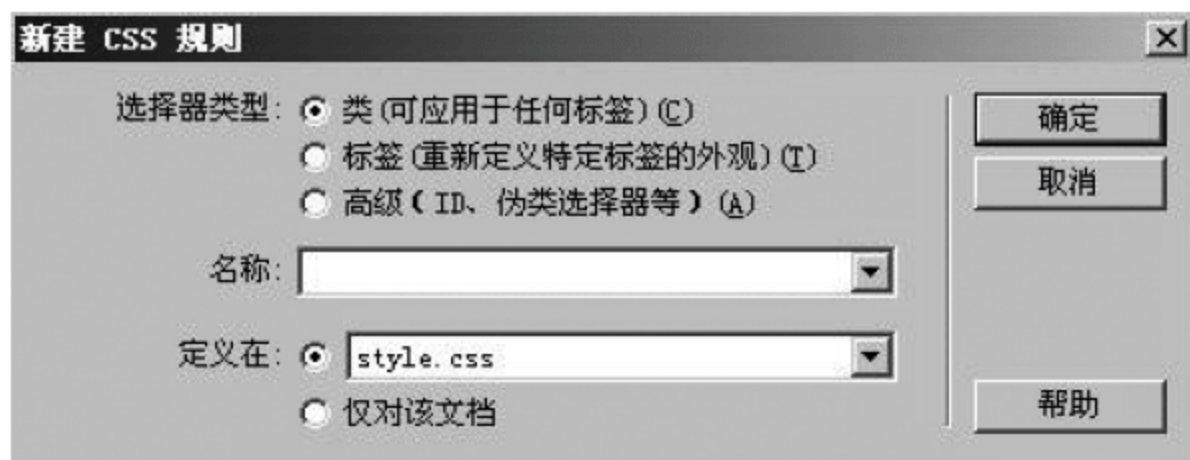 新建 CSS 规则
选择器类型: 类(可应用于任何标签)(C)
标签(重新定义特定标签的外观)(T)
高级(ID、伪类选择器等)(A)
确定
取消
名称:
定义在: style.css
仅对该文档
帮助